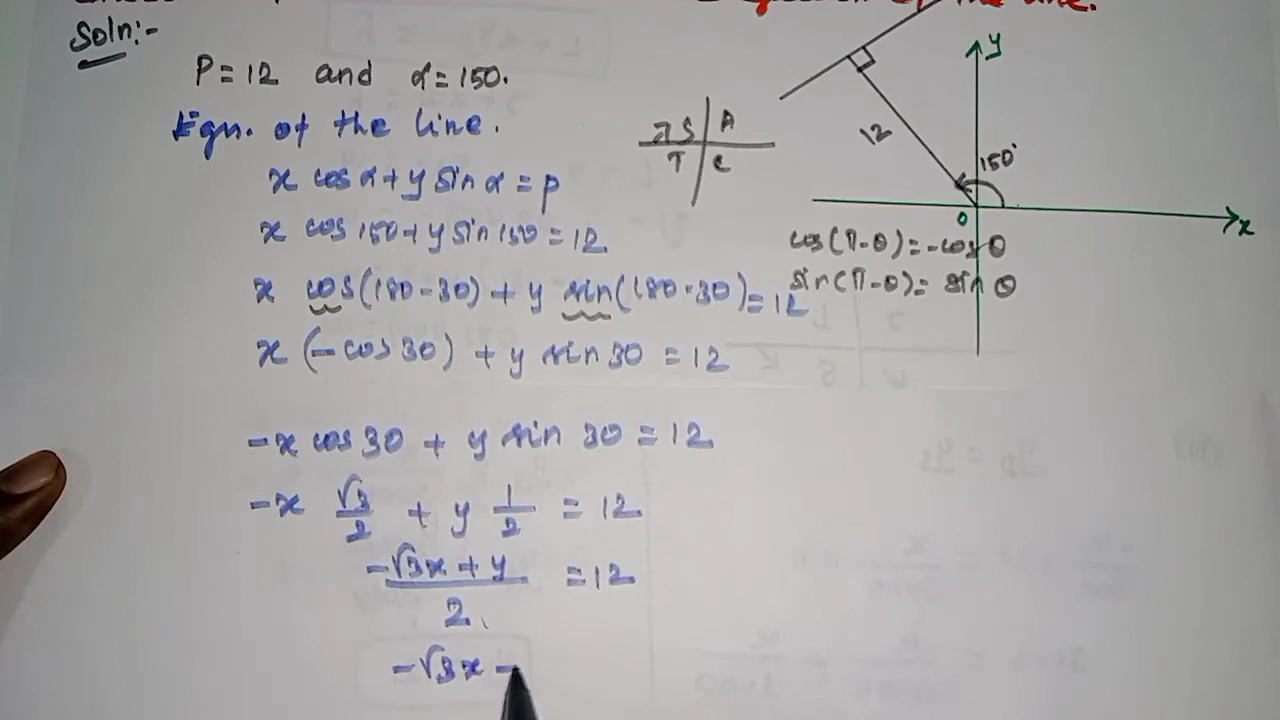 Soln:-
P=12 and α=150.
Eqn. of the line.
x cos α + y sin α = p
x cos 150 + y sin 150 = 12
x cos(180-30) + y sin(180-30) = 12
x (-cos 30) + y sin 30 = 12
-x cos 30 + y sin 30 = 12
-x √3/2 + y 1/2 = 12
-√3x + y / 2 = 12
-√3x -
the line.
y
12
150°
0
x
S A
T C
cos(π-θ)=-cos θ
sin(π-θ)= sin θ